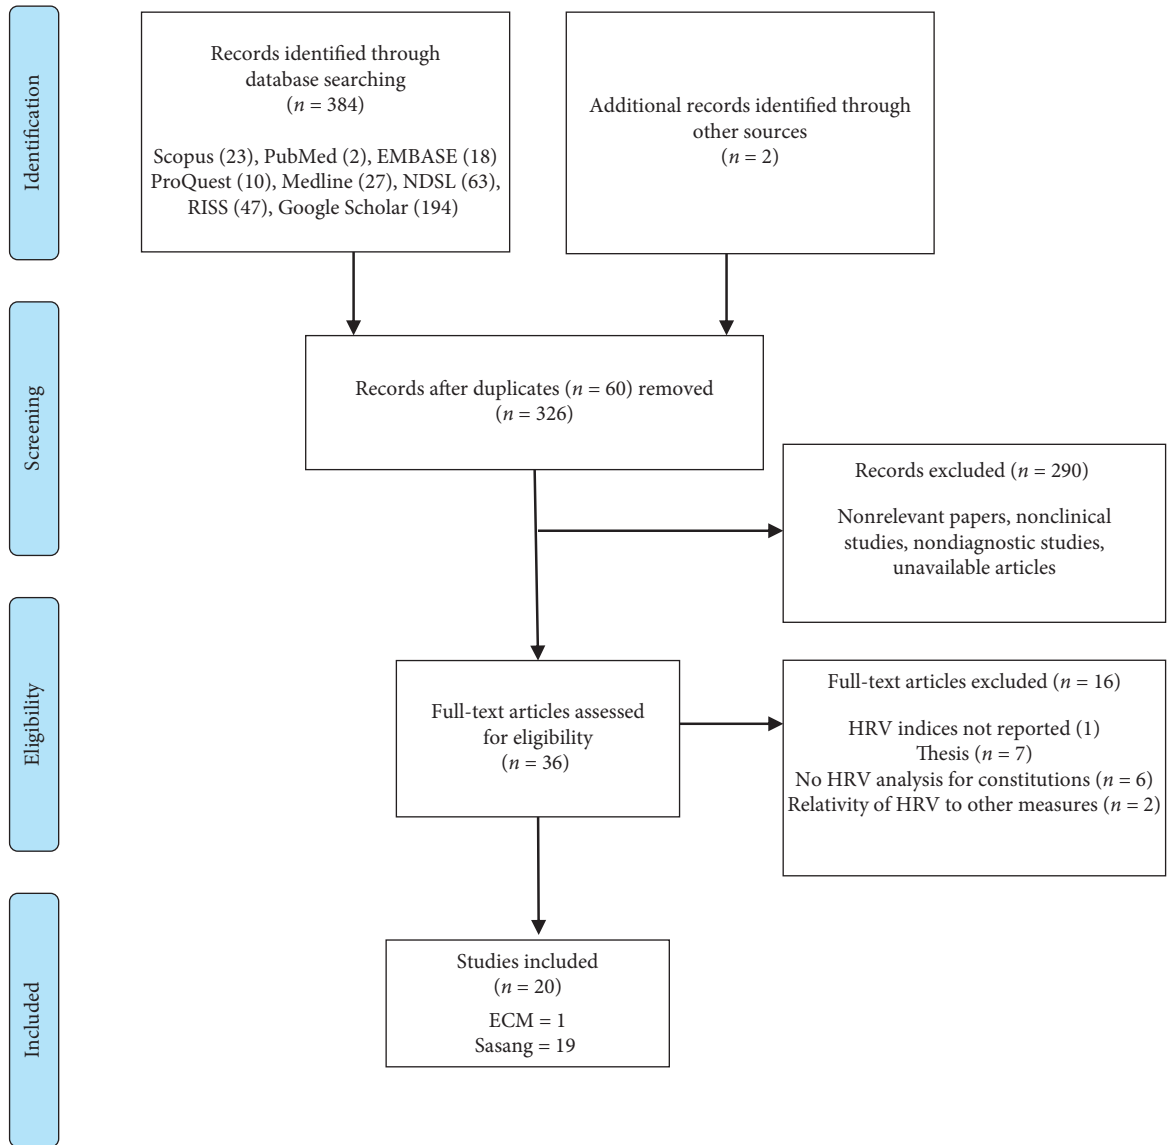 Identification
Records identified through
database searching
(n = 384)
Scopus (23), PubMed (2), EMBASE (18)
ProQuest (10), Medline (27), NDSL (63),
RISS (47), Google Scholar (194)
Additional records identified through
other sources
(n = 2)
Screening
Records after duplicates (n = 60) removed
(n = 326)
Records excluded (n = 290)
Nonrelevant papers, nonclinical
studies, nondiagnostic studies,
unavailable articles
Eligibility
Full-text articles assessed
for eligibility
(n = 36)
Full-text articles excluded (n = 16)
HRV indices not reported (1)
Thesis (n = 7)
No HRV analysis for constitutions (n = 6)
Relativity of HRV to other measures (n = 2)
Included
Studies included
(n = 20)
ECM = 1
Sasang = 19